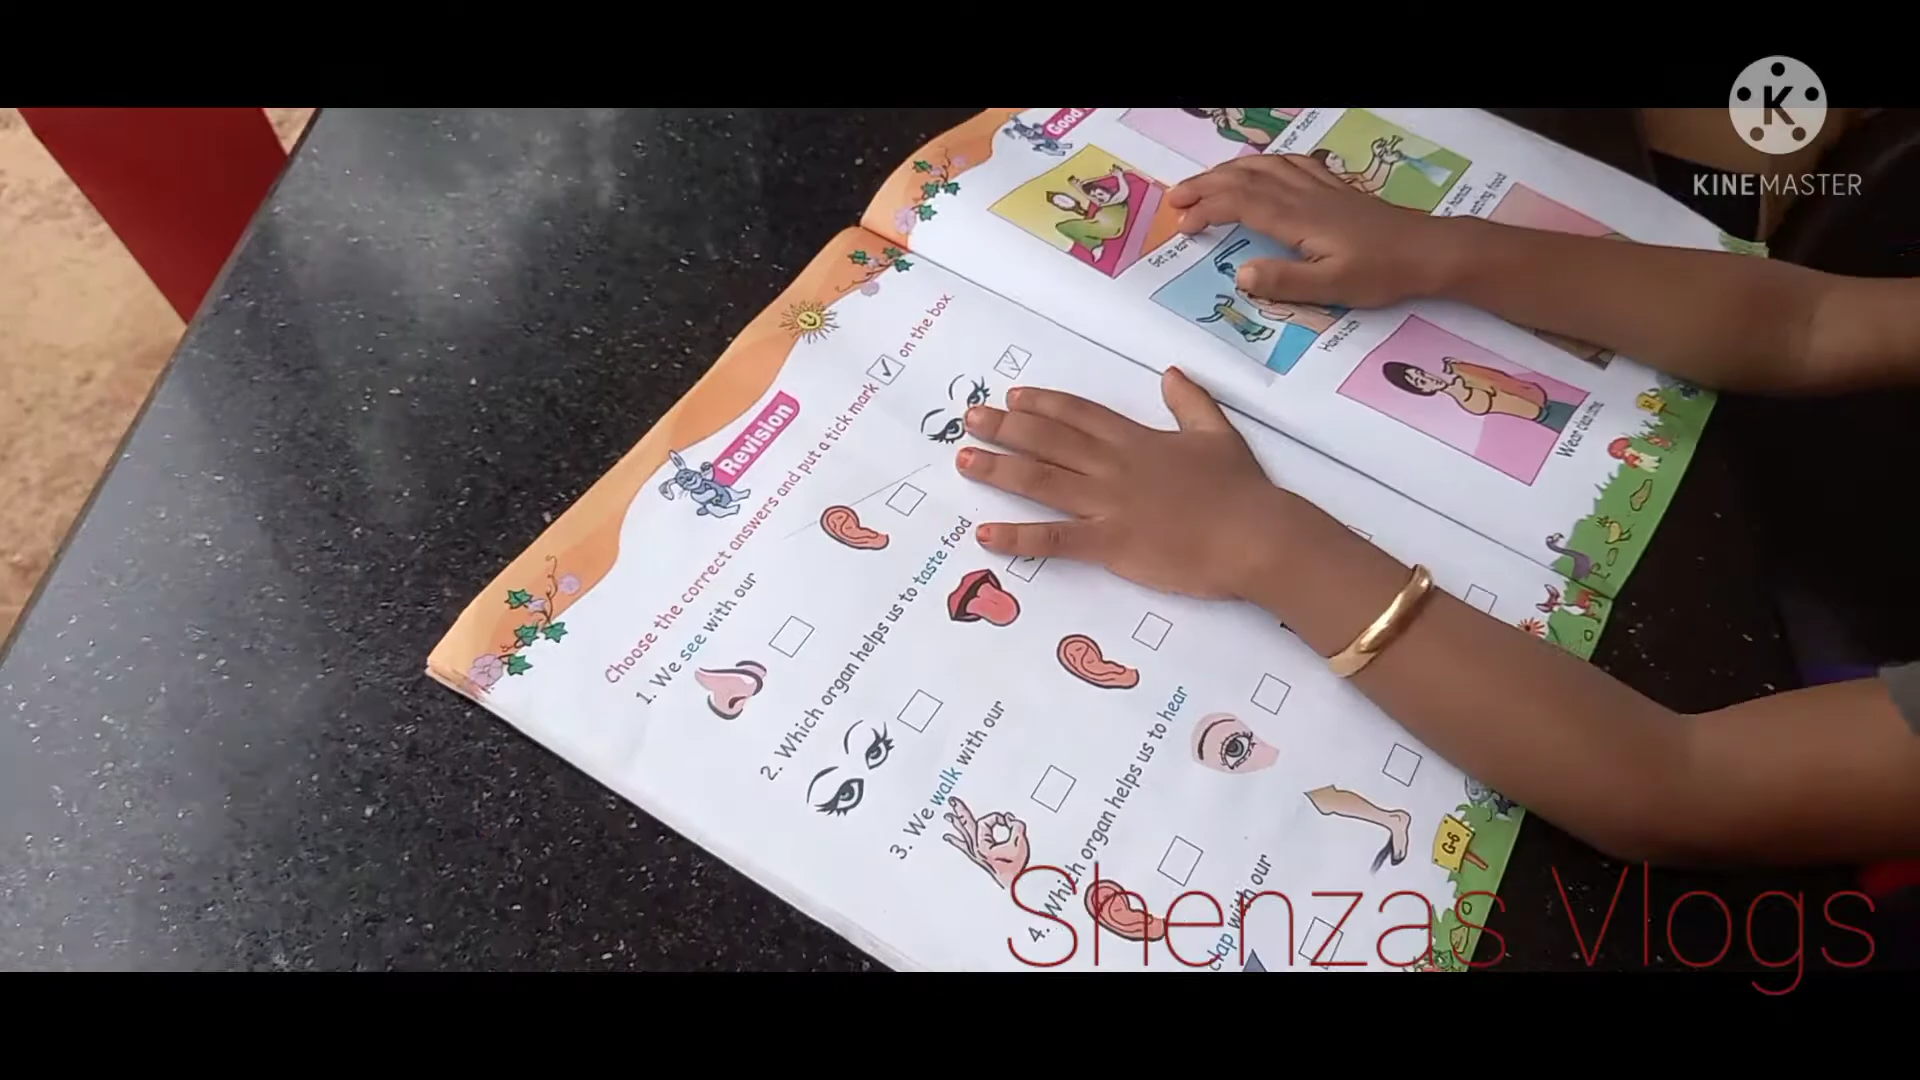 KINEMASTER
Good
Get up early
Have a bath
Wear clean clothes
Revision
Choose the correct answers and put a tick mark ✓ on the box.
1. We see with our
2. Which organ helps us to taste food
3. We walk with our
4. Which organ helps us to hear
clap with our
G-6
Shenzas Vlogs